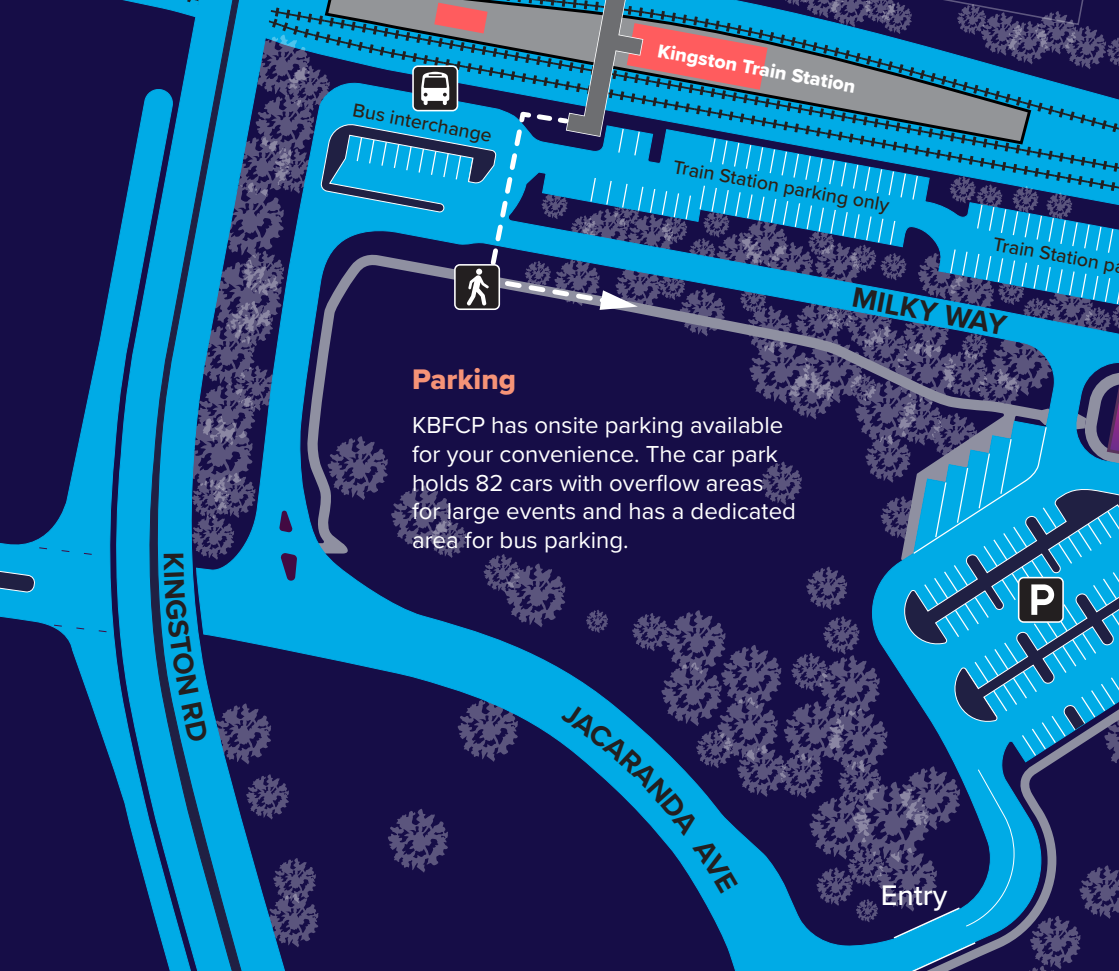 Kingston Train Station
Bus interchange
Train Station parking only
Train Station pa
MILKY WAY
Parking
KBFCP has onsite parking available
for your convenience. The car park
holds 82 cars with overflow areas
for large events and has a dedicated
area for bus parking.
P
KINGSTON RD
JACARANDA AVE
Entry